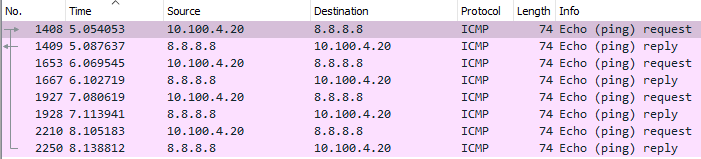 No. Time Source Destination Protocol Length Info
1408 5.054053 10.100.4.20 8.8.8.8 ICMP 74 Echo (ping) request
1409 5.087637 8.8.8.8 10.100.4.20 ICMP 74 Echo (ping) reply
1653 6.069545 10.100.4.20 8.8.8.8 ICMP 74 Echo (ping) request
1667 6.102719 8.8.8.8 10.100.4.20 ICMP 74 Echo (ping) reply
1927 7.080619 10.100.4.20 8.8.8.8 ICMP 74 Echo (ping) request
1928 7.113941 8.8.8.8 10.100.4.20 ICMP 74 Echo (ping) reply
2210 8.105183 10.100.4.20 8.8.8.8 ICMP 74 Echo (ping) request
2250 8.138812 8.8.8.8 10.100.4.20 ICMP 74 Echo (ping) reply